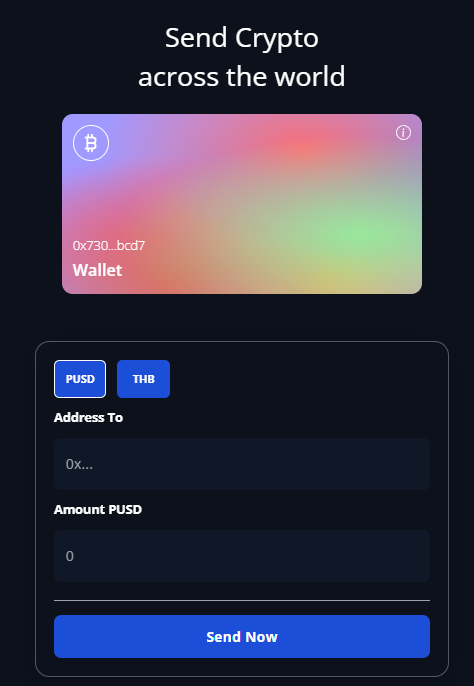 Send Crypto
across the world
0x730...bcd7
Wallet
PUSD THB
Address To
0x...
Amount PUSD
0
Send Now